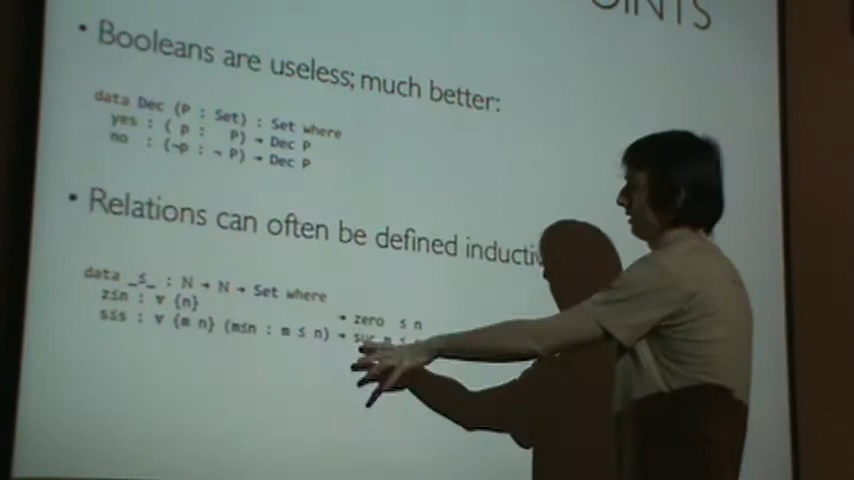 • Booleans are useless; much better:
data Dec (P : Set) : Set where
yes : ( p :   P) → Dec P
no : (¬p : ¬ P) → Dec P
• Relations can often be defined
data _≤_ : N → N → Set where
z≤n : ∀ {n} → zero ≤ n
s≤s : ∀ {m n} (m≤n : m ≤ n) → suc m ≤